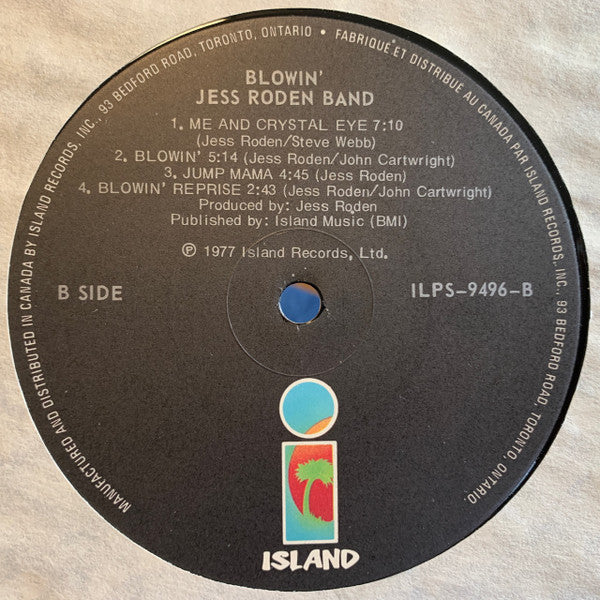 MANUFACTURED AND DISTRIBUTED IN CANADA BY ISLAND RECORDS, INC., 93 BEDFORD ROAD, TORONTO, ONTARIO • FABRIQUÉ ET DISTRIBUE AU CANADA PAR ISLAND RECORDS, INC., 93 BEDFORD ROAD, TORONTO, ONTARIO.
BLOWIN'
JESS RODEN BAND
1. ME AND CRYSTAL EYE 7:10
(Jess Roden/Steve Webb)
2. BLOWIN' 5:14 (Jess Roden/John Cartwright)
3. JUMP MAMA 4:45 (Jess Roden)
4. BLOWIN' REPRISE 2:43 (Jess Roden/John Cartwright)
Produced by: Jess Roden
Published by: Island Music (BMI)
℗ 1977 Island Records, Ltd.
B SIDE
ILPS-9496-B
ISLAND